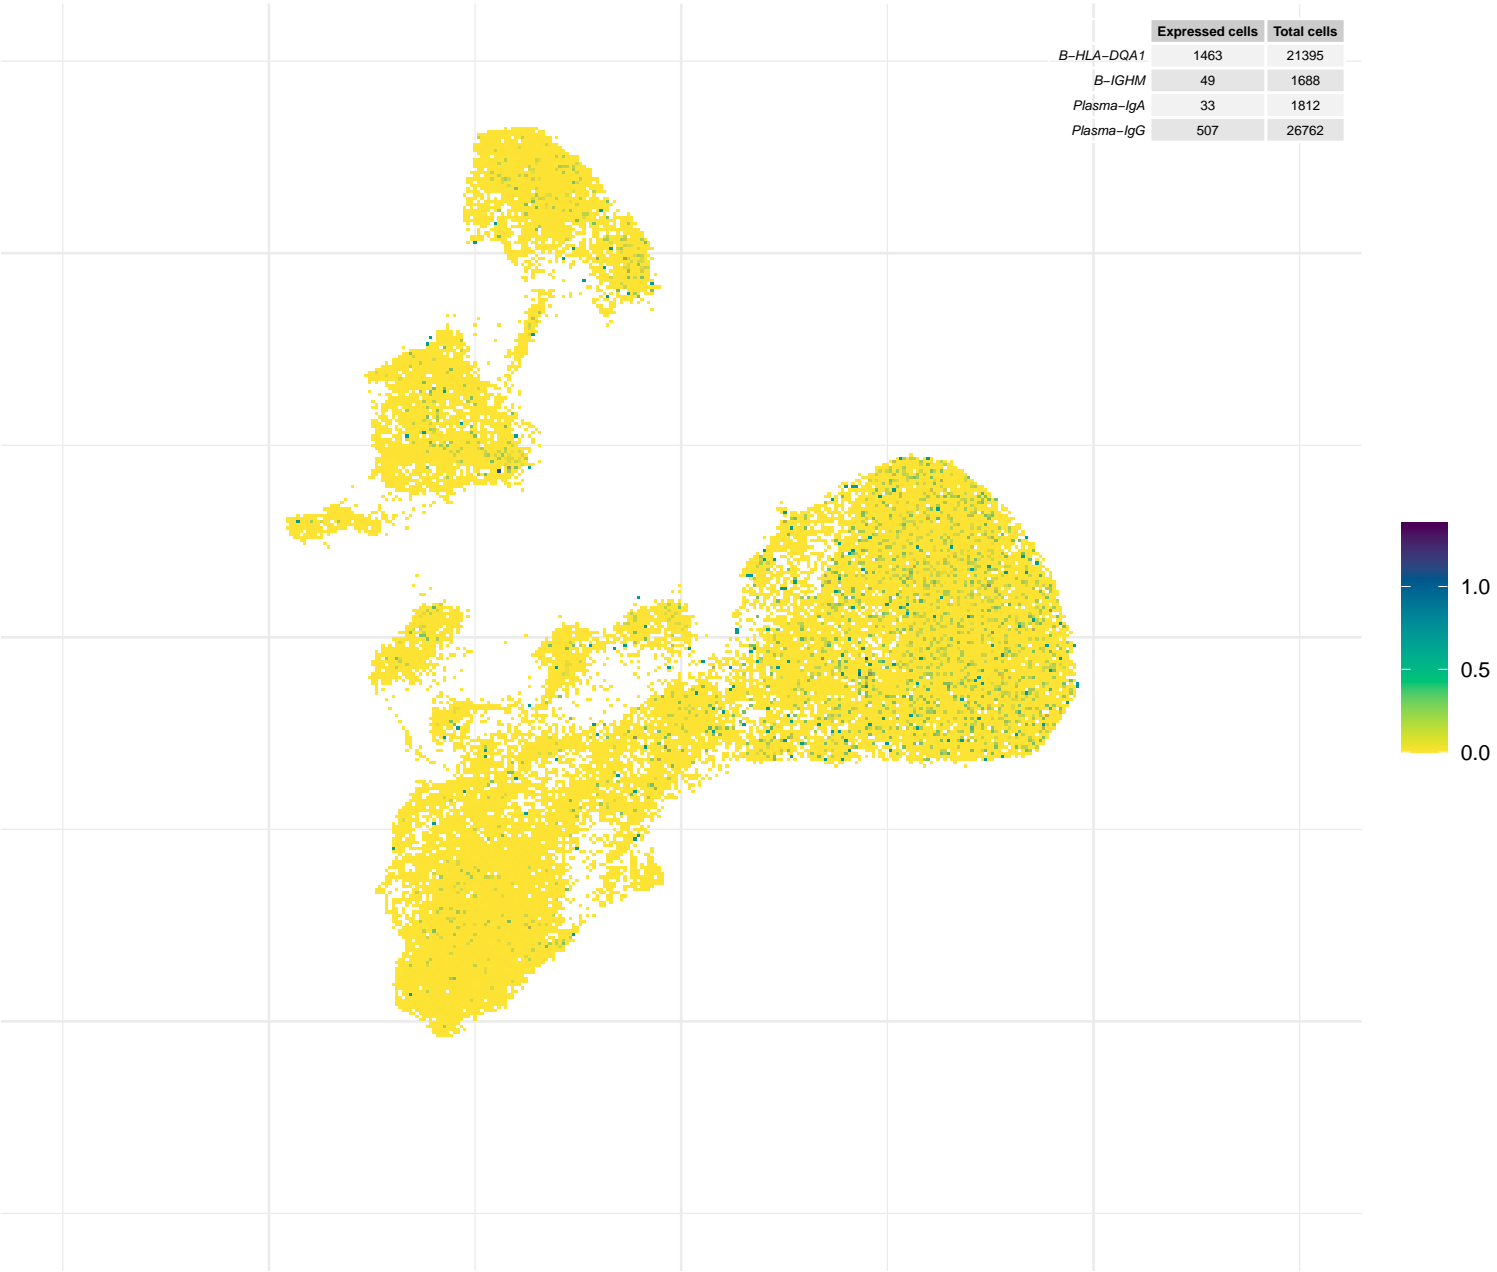 Expressed cells Total cells
B−HLA−DQA1 1463 21395
B−IGHM 49 1688
Plasma−IgA 33 1812
Plasma−IgG 507 26762
1.0
0.5
0.0